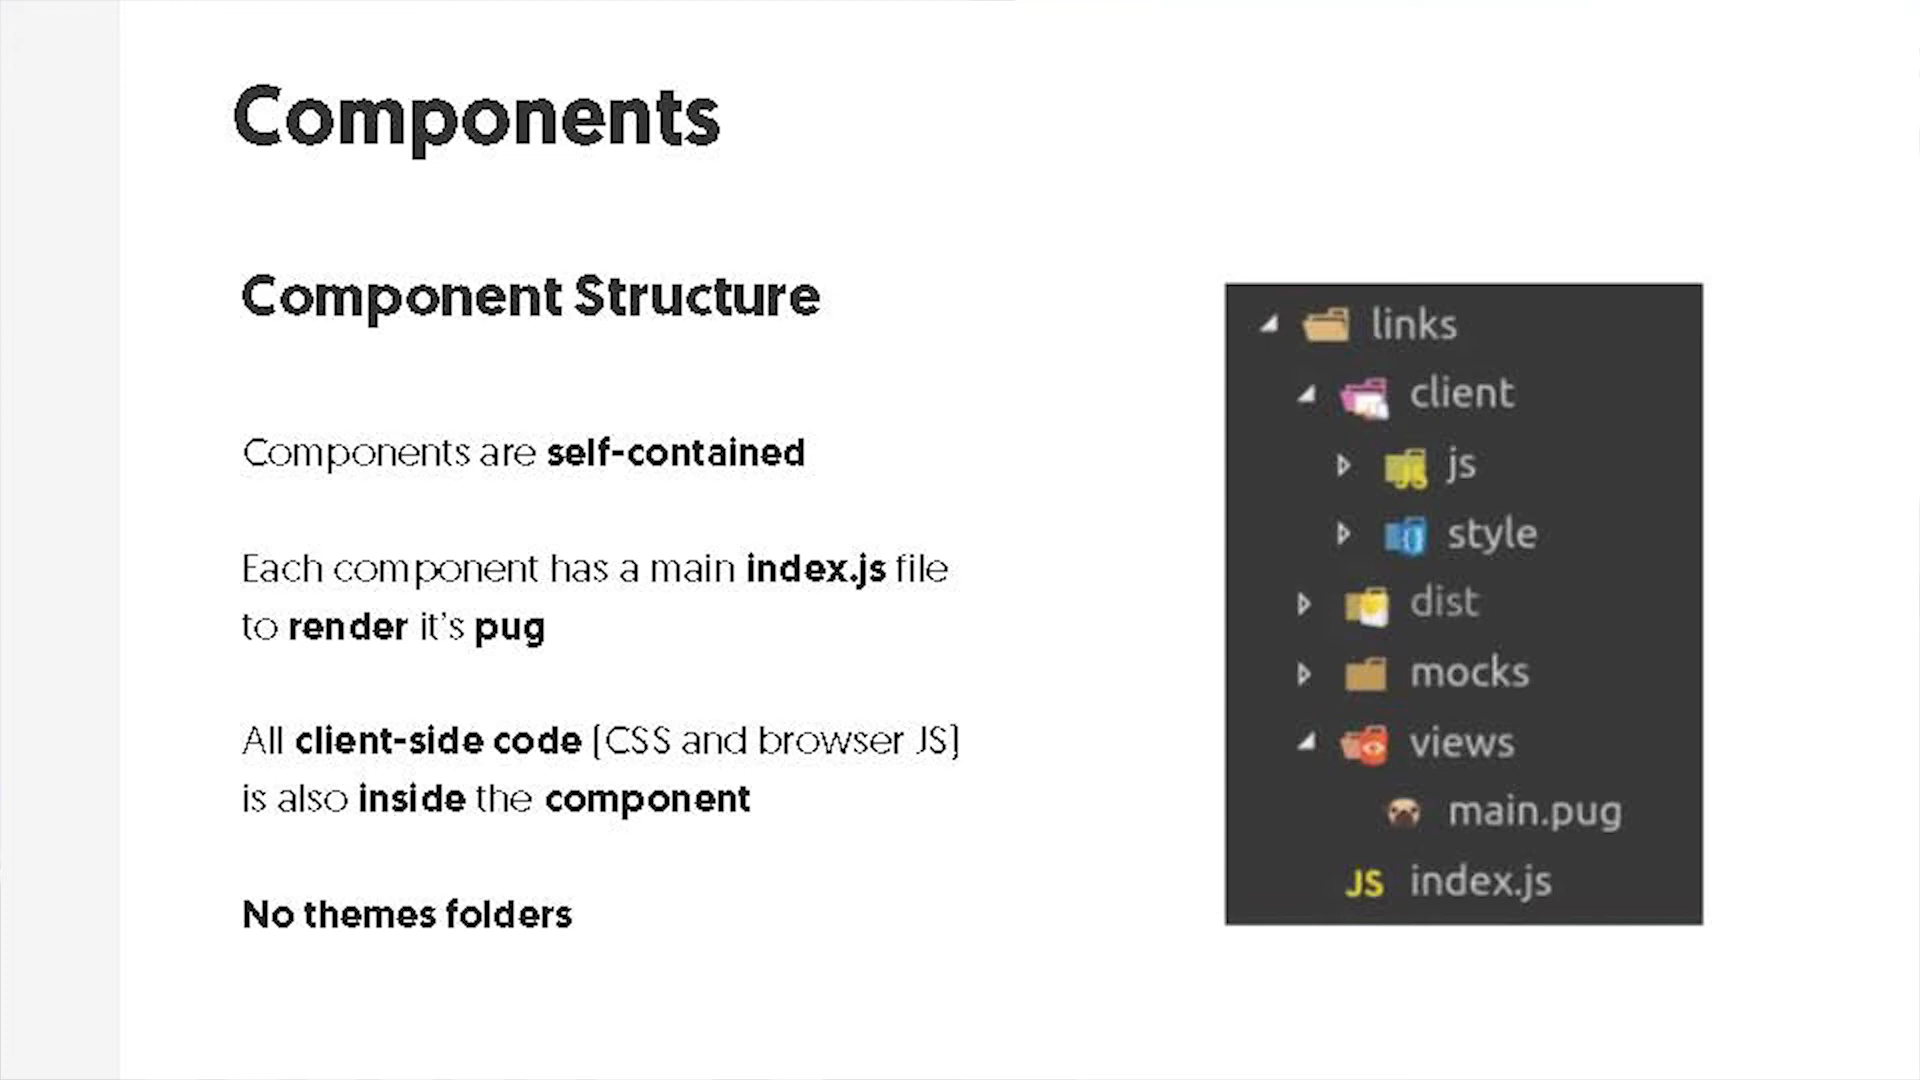 Components
Component Structure
Components are self-contained
Each component has a main index.js file
to render it's pug
All client-side code (CSS and browser JS)
is also inside the component
No themes folders
links
client
js
style
dist
mocks
views
main.pug
JS index.js